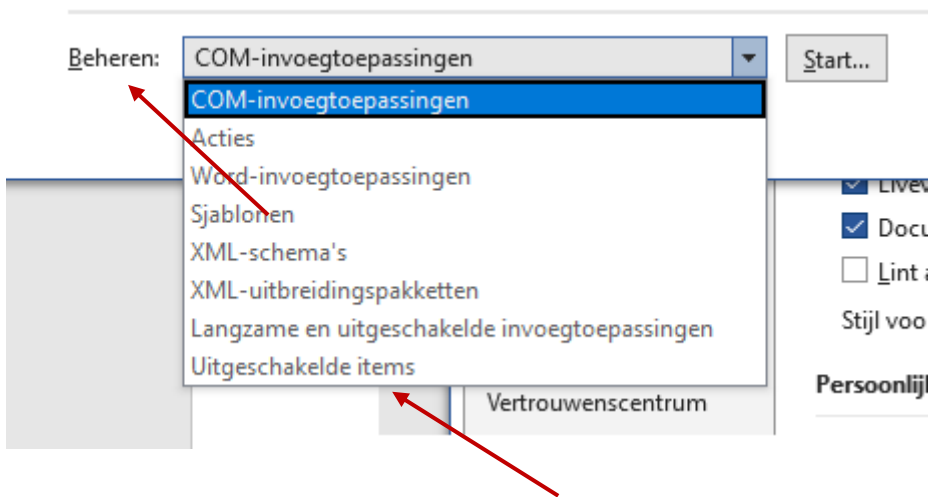 Beheren: COM-invoegtoepassingen Start...
COM-invoegtoepassingen
Acties
Word-invoegtoepassingen
Sjablonen
XML-schema's
XML-uitbreidingspakketten
Langzame en uitgeschakelde invoegtoepassingen
Uitgeschakelde items
Docu
Lint a
Stijl voo
Persoonlij
Vertrouwenscentrum